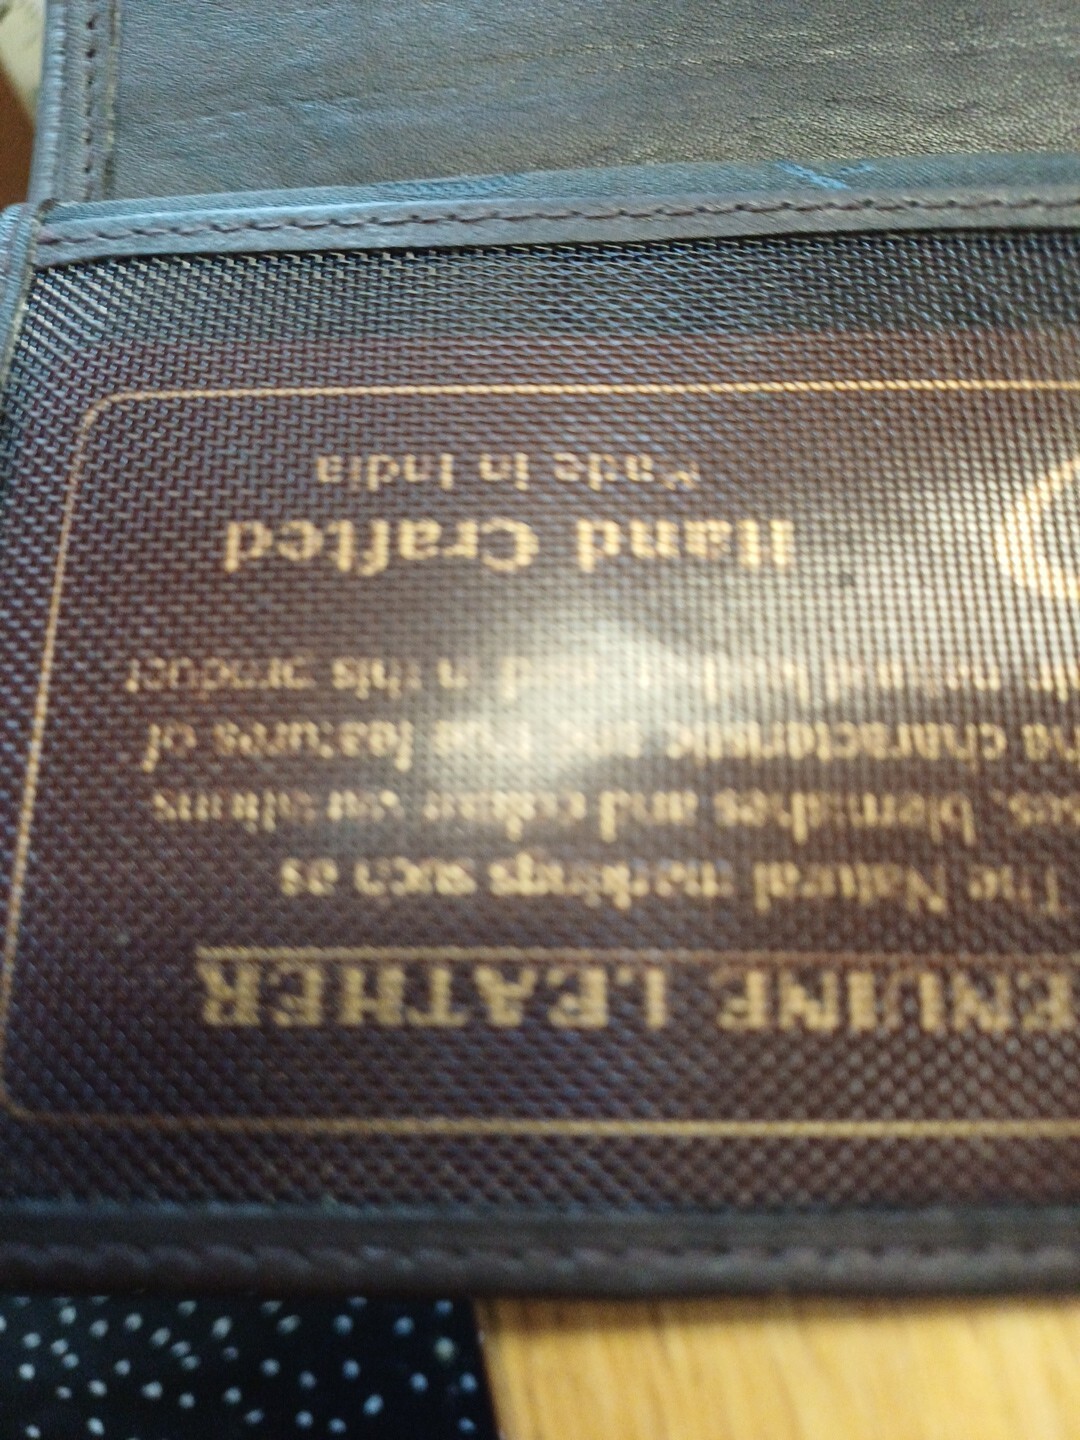 ENUINE LEATHER
The Natural markings such as
blemishes and colour variations
characteristic and true features of
in this product
Hand Crafted
Made in India